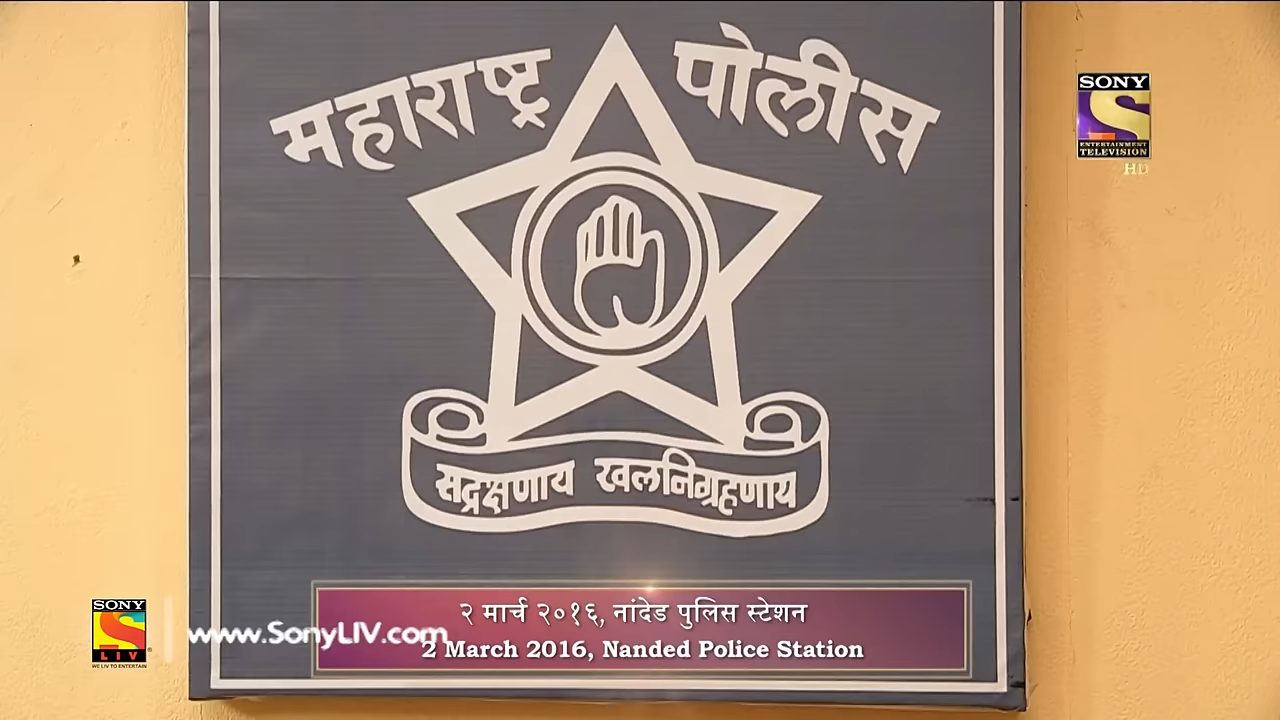 महाराष्ट्र पोलीस
SONY
ENTERTAINMENT
TELEVISION
HD
सद्रक्षणाय खलनिग्रहणाय
२ मार्च २०१६, नांदेड पुलिस स्टेशन
2 March 2016, Nanded Police Station
SONY
LIV
WE LIV TO ENTERTAIN
www.SonyLIV.com